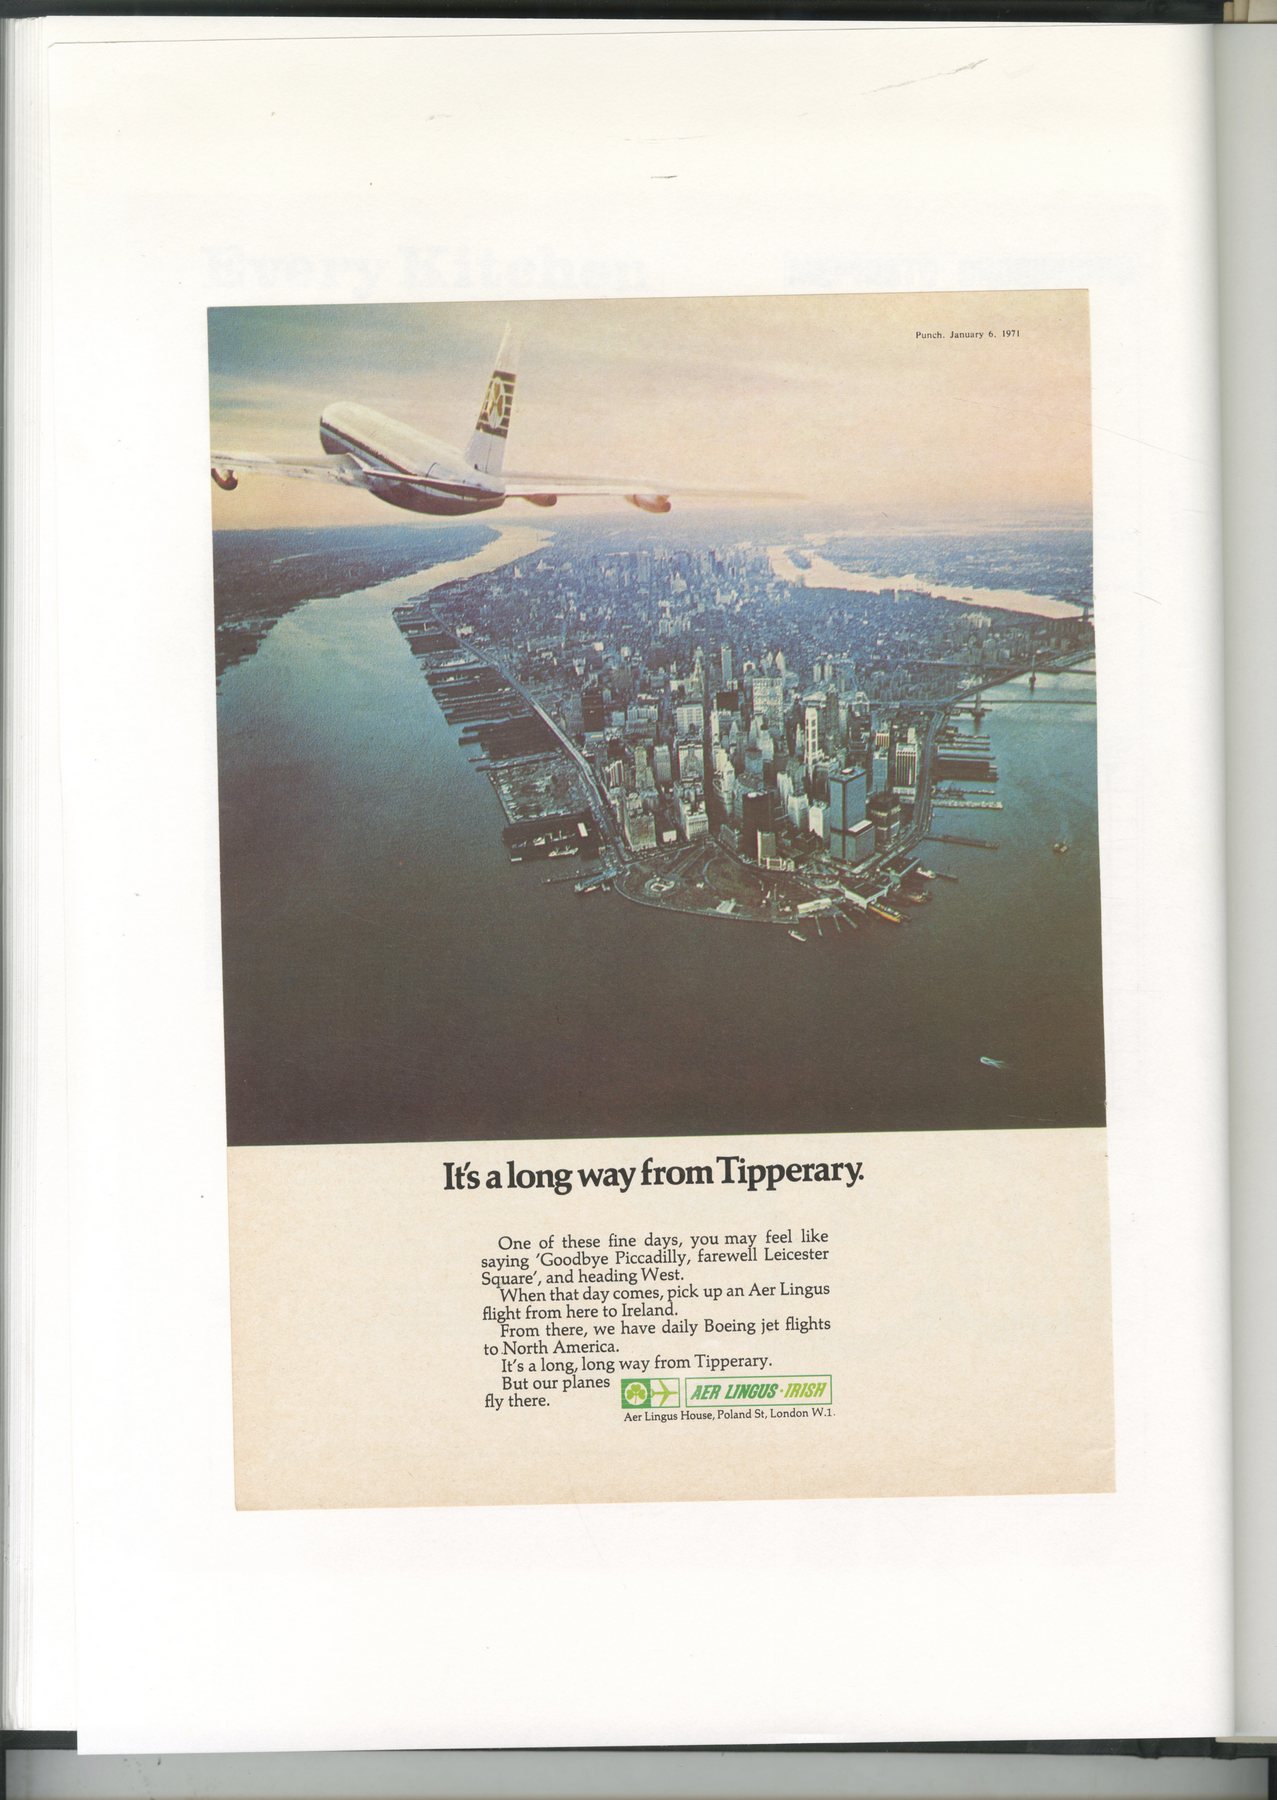 Every Kitchen
Punch. January 6, 1971
It's a long way from Tipperary.
One of these fine days, you may feel like
saying 'Goodbye Piccadilly, farewell Leicester
Square', and heading West.
When that day comes, pick up an Aer Lingus
flight from here to Ireland.
From there, we have daily Boeing jet flights
to North America.
It's a long, long way from Tipperary.
But our planes
fly there.
AER LINGUS · IRISH
Aer Lingus House, Poland St, London W.1.